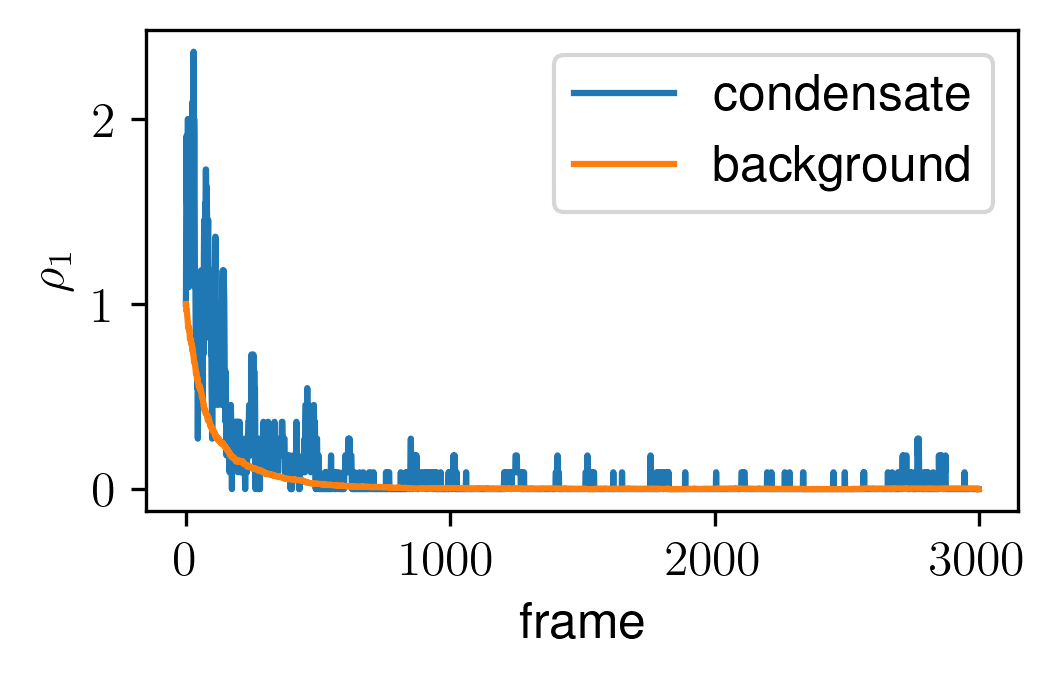 condensate
background
2
1
0
ρ₁
0 1000 2000 3000
frame